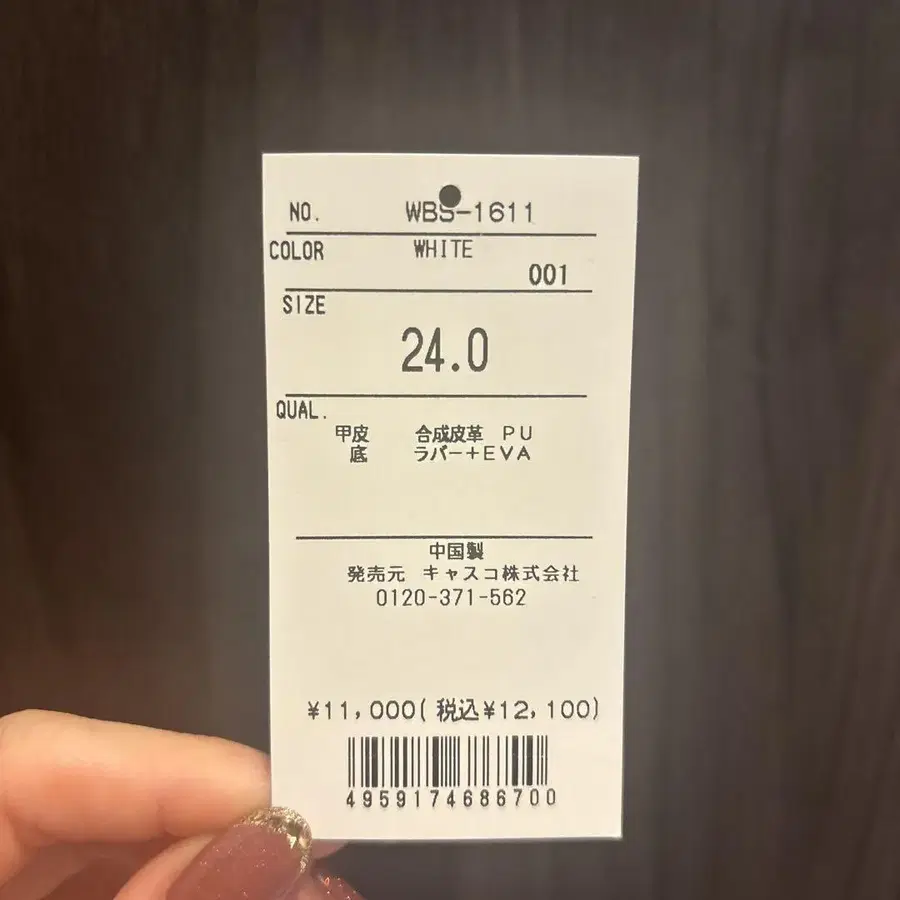 NO. WBS-1611
COLOR WHITE
001
SIZE
24.0
QUAL.
甲皮 合成皮革 PU
底 ラバー+EVA
中国製
発売元 キャスコ株式会社
0120-371-562
¥11,000(税込¥12,100)
4959174686700